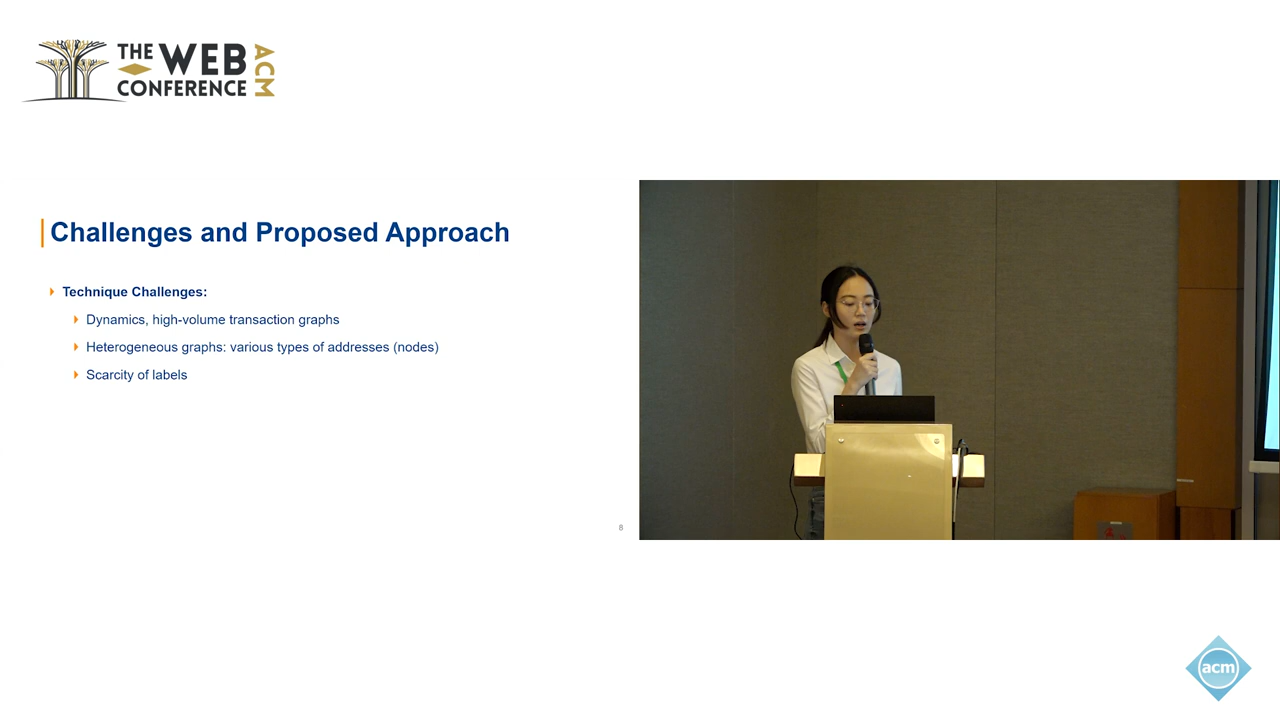 THE WEB
CONFERENCE
ACM
Challenges and Proposed Approach
Technique Challenges:
Dynamics, high-volume transaction graphs
Heterogeneous graphs: various types of addresses (nodes)
Scarcity of labels
8
acm